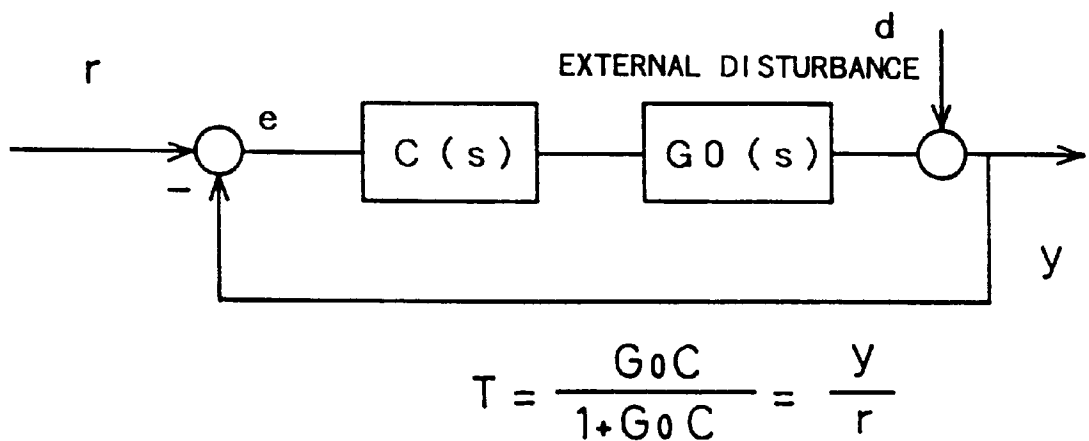 d
r
EXTERNAL DISTURBANCE
e
C (s)
G0 (s)
−
y
T = G0C / 1+G0C = y / r